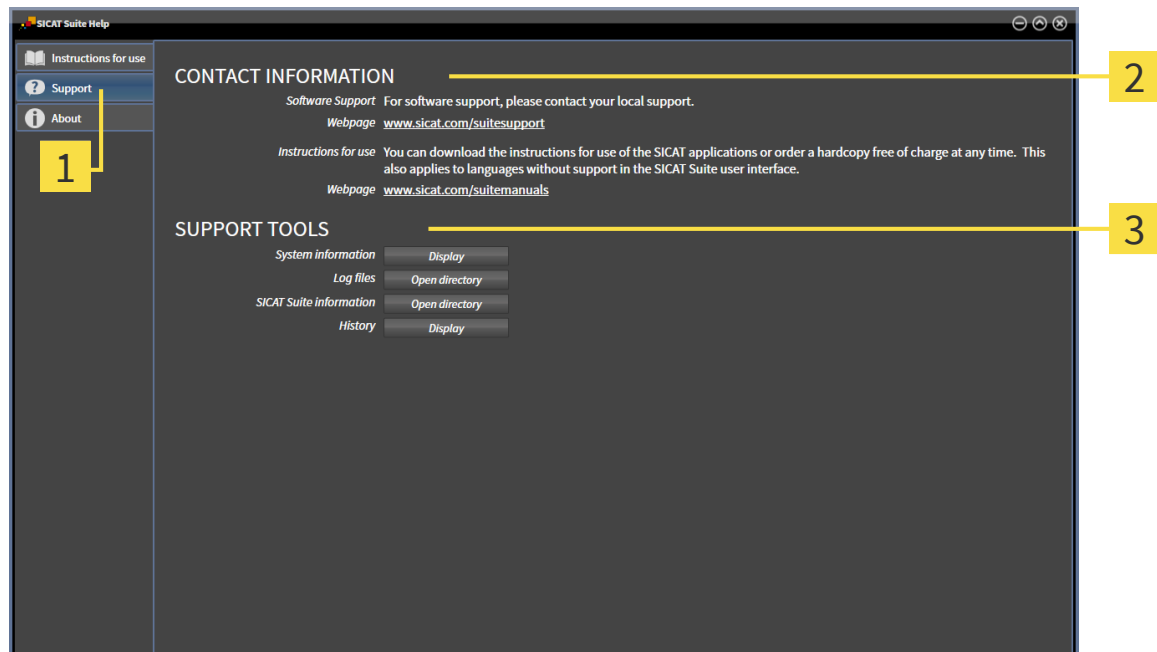 SICAT Suite Help
Instructions for use
Support
About
1
CONTACT INFORMATION
2
Software Support For software support, please contact your local support.
Webpage www.sicat.com/suitesupport
Instructions for use You can download the instructions for use of the SICAT applications or order a hardcopy free of charge at any time. This
also applies to languages without support in the SICAT Suite user interface.
Webpage www.sicat.com/suitemanuals
SUPPORT TOOLS
3
System information Display
Log files Open directory
SICAT Suite information Open directory
History Display